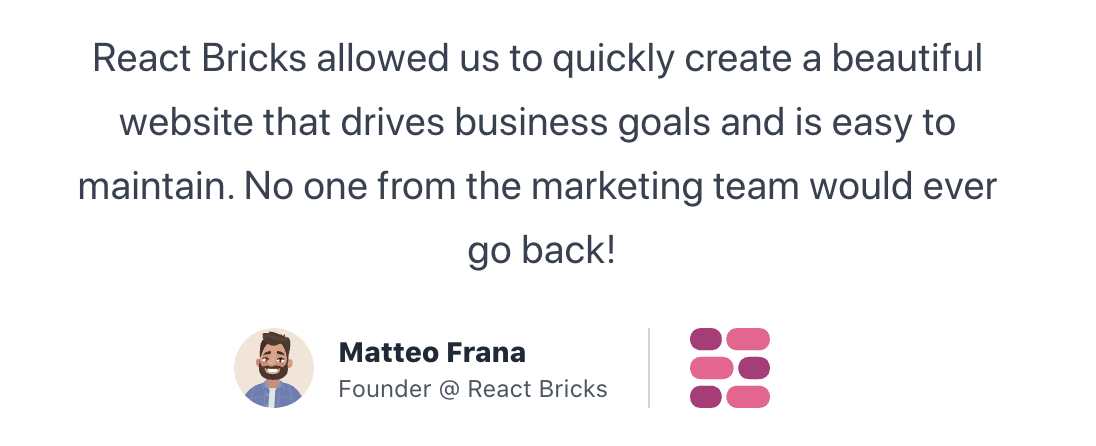 React Bricks allowed us to quickly create a beautiful
website that drives business goals and is easy to
maintain. No one from the marketing team would ever
go back!
Matteo Frana
Founder @ React Bricks